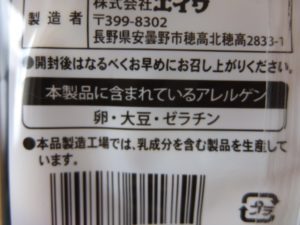 株式会社エイワ
製造者
〒399-8302
長野県安曇野市穂高北穂高2833-1
●開封後はなるべくお早めにお召し上がりください。
本製品に含まれているアレルゲン
卵・大豆・ゼラチン
●本品製造工場では、乳成分を含む製品を生産して
います。
プラ